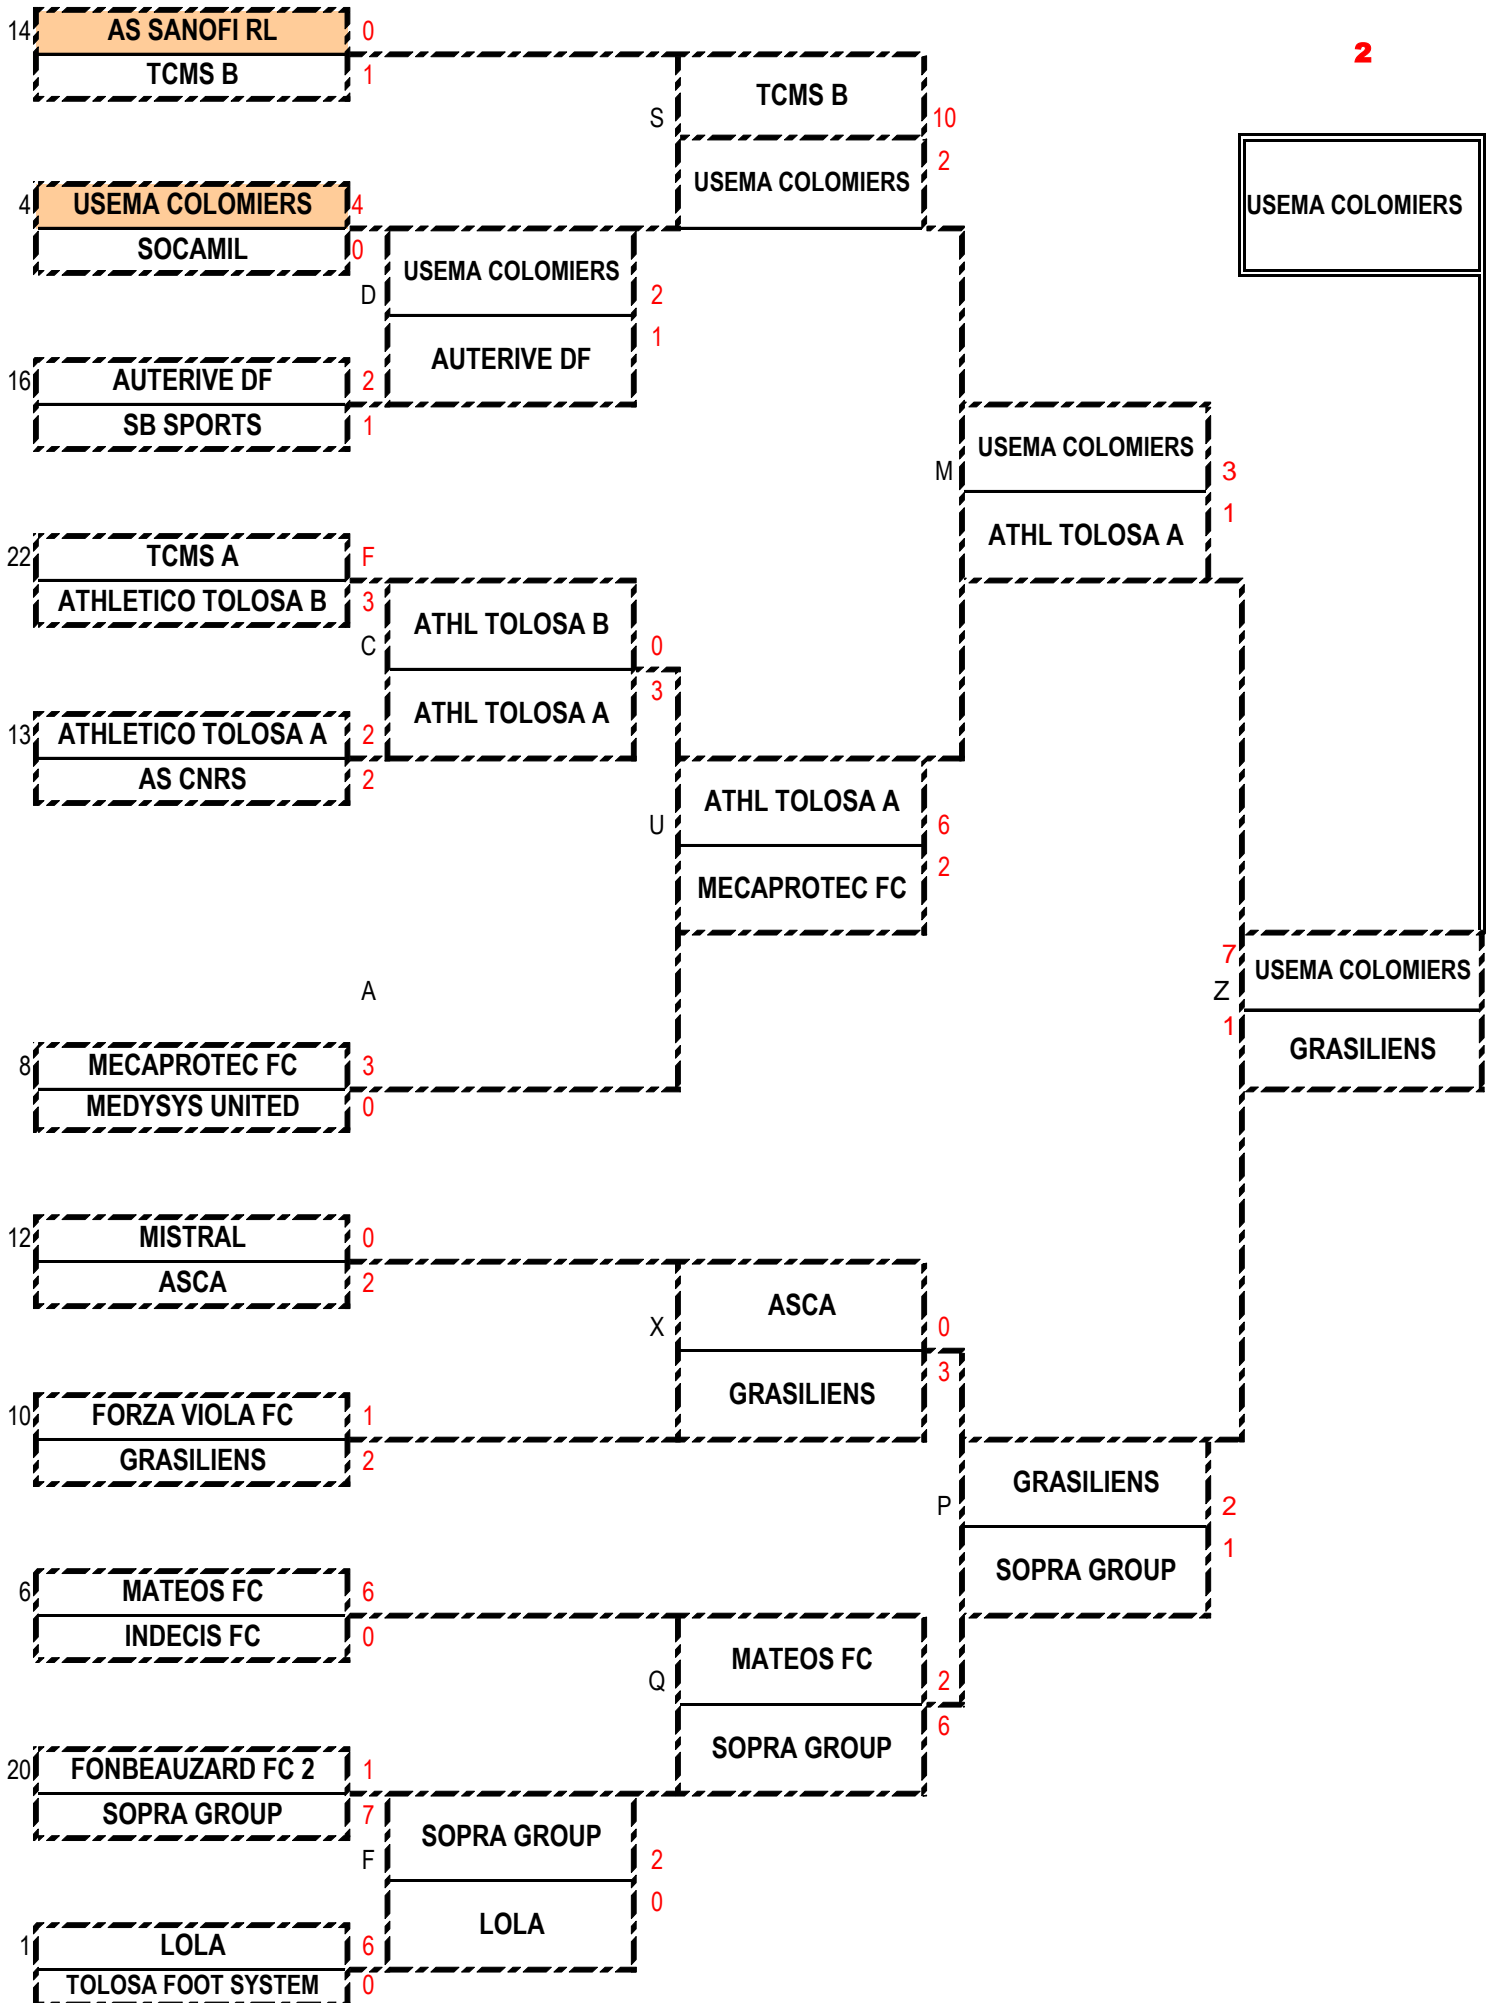 14 AS SANOFI RL 0
TCMS B 1
2
S TCMS B 10
USEMA COLOMIERS 2
USEMA COLOMIERS
4 USEMA COLOMIERS 4
SOCAMIL 0
D USEMA COLOMIERS 2
AUTERIVE DF 1
16 AUTERIVE DF 2
SB SPORTS 1
M USEMA COLOMIERS 3
ATHL TOLOSA A 1
22 TCMS A F
ATHLETICO TOLOSA B 3
C ATHL TOLOSA B 0
ATHL TOLOSA A 3
13 ATHLETICO TOLOSA A 2
AS CNRS 2
U ATHL TOLOSA A 6
MECAPROTEC FC 2
A
7 USEMA COLOMIERS
Z
1 GRASILIENS
8 MECAPROTEC FC 3
MEDYSYS UNITED 0
12 MISTRAL 0
ASCA 2
X ASCA 0
GRASILIENS 3
10 FORZA VIOLA FC 1
GRASILIENS 2
P GRASILIENS 2
SOPRA GROUP 1
6 MATEOS FC 6
INDECIS FC 0
Q MATEOS FC 2
SOPRA GROUP 6
20 FONBEAUZARD FC 2 1
SOPRA GROUP 7
F SOPRA GROUP 2
LOLA 0
1 LOLA 6
TOLOSA FOOT SYSTEM 0